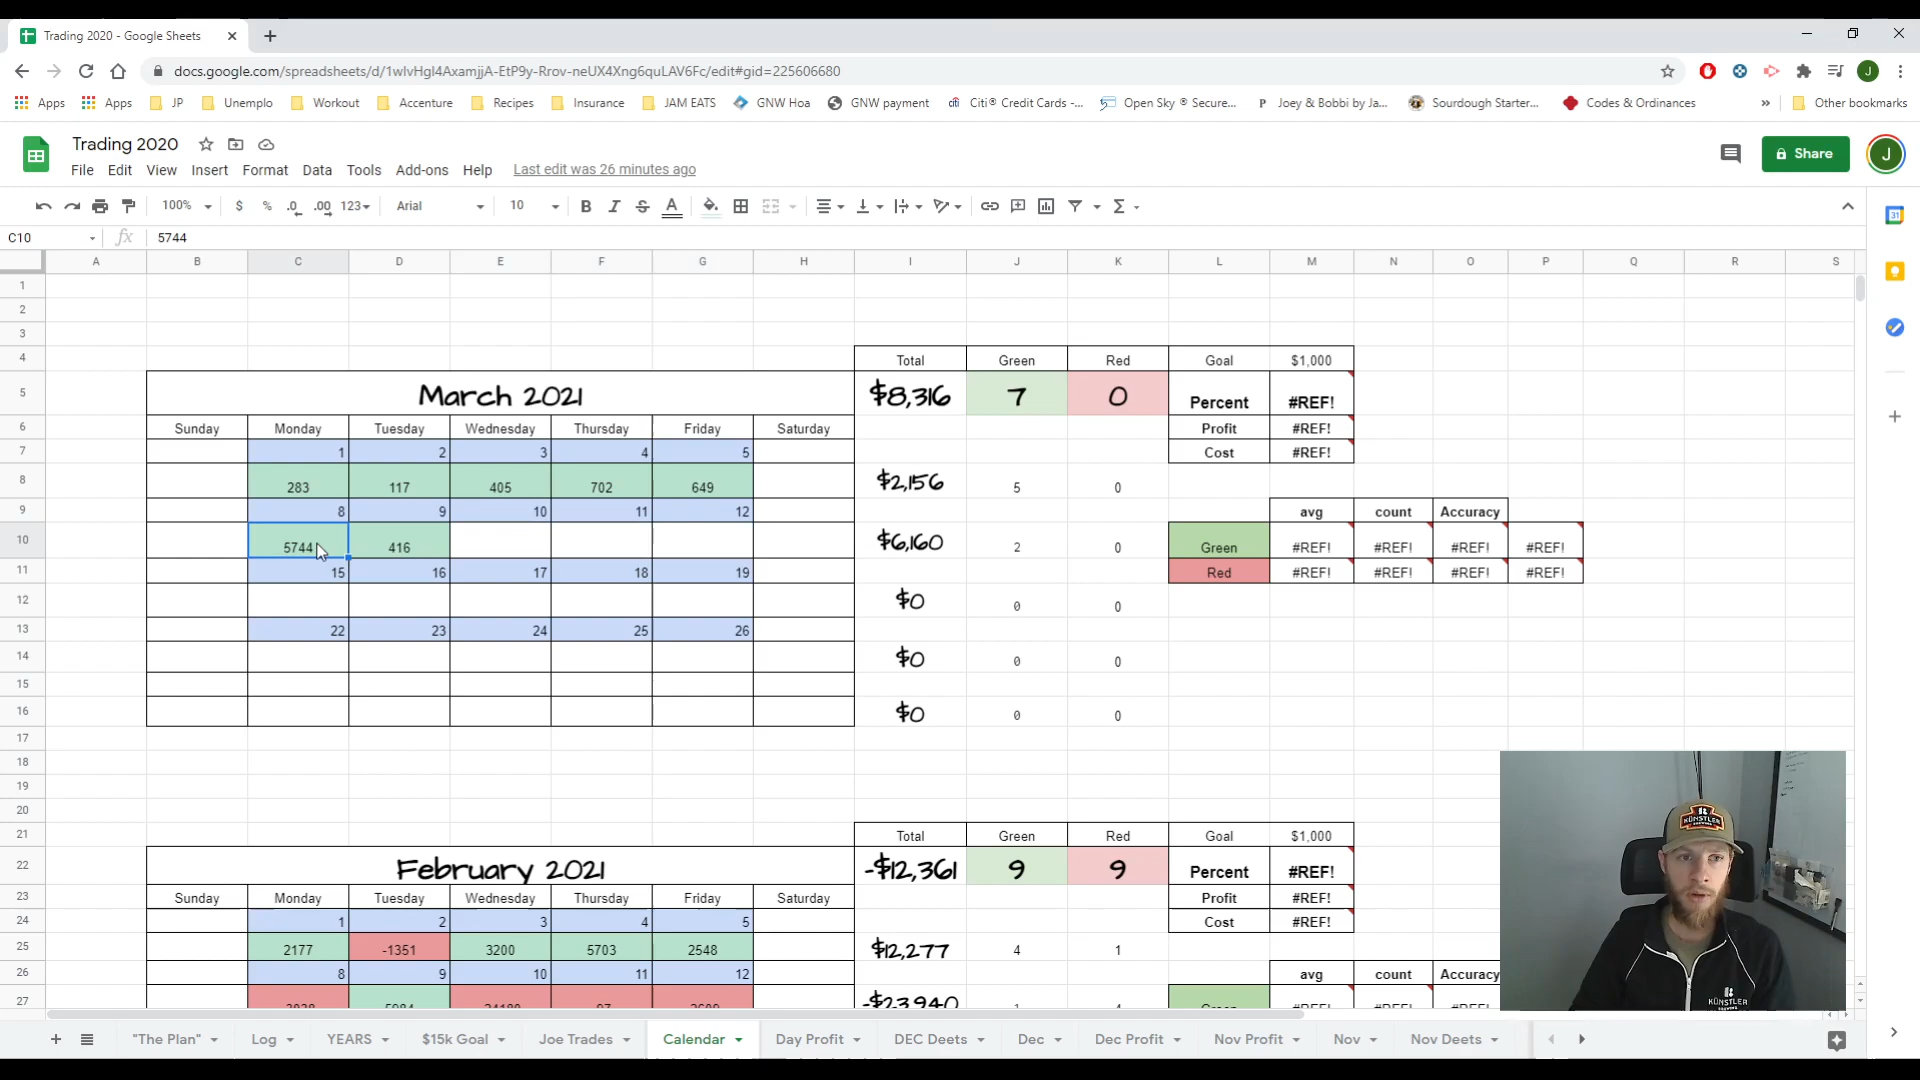 Trading 2020 - Google Sheets
docs.google.com/spreadsheets/d/1wIvHgI4AxamjjA-EtP9y-Rrov-neUX4Xng6quLAV6Fc/edit#gid=225606680
Apps Apps JP Unemplo Workout Accenture Recipes Insurance JAM EATS GNW Hoa GNW payment Citi® Credit Cards -... Open Sky ® Secure... Joey & Bobbi by Ja... Sourdough Starter... Codes & Ordinances » Other bookmarks
Trading 2020
Share J
File Edit View Insert Format Data Tools Add-ons Help Last edit was 26 minutes ago
100% $ % .0 .00 123 Arial 10 B I S A
C10 fx 5744
A B C D E F G H I J K L M N O P Q R S
1
2
3
4 Total Green Red Goal $1,000
5 March 2021 $8,316 7 0 Percent #REF!
6 Sunday Monday Tuesday Wednesday Thursday Friday Saturday Profit #REF!
7 1 2 3 4 5 Cost #REF!
8 283 117 405 702 649 $2,156 5 0
9 8 9 10 11 12 avg count Accuracy
10 5744 416 $6,160 2 0 Green #REF! #REF! #REF! #REF!
11 15 16 17 18 19 Red #REF! #REF! #REF! #REF!
12 $0 0 0
13 22 23 24 25 26
14 $0 0 0
15
16 $0 0 0
17
18
19
20
21 Total Green Red Goal $1,000
22 February 2021 -$12,361 9 9 Percent #REF!
23 Sunday Monday Tuesday Wednesday Thursday Friday Saturday Profit #REF!
24 1 2 3 4 5 Cost #REF!
25 2177 -1351 3200 5703 2548 $12,277 4 1
26 8 9 10 11 12 avg count Accuracy
27 -$23,940
KÜNSTLER
KÜNSTLER
"The Plan" Log YEARS $15k Goal Joe Trades Calendar Day Profit DEC Deets Dec Dec Profit Nov Profit Nov Nov Deets